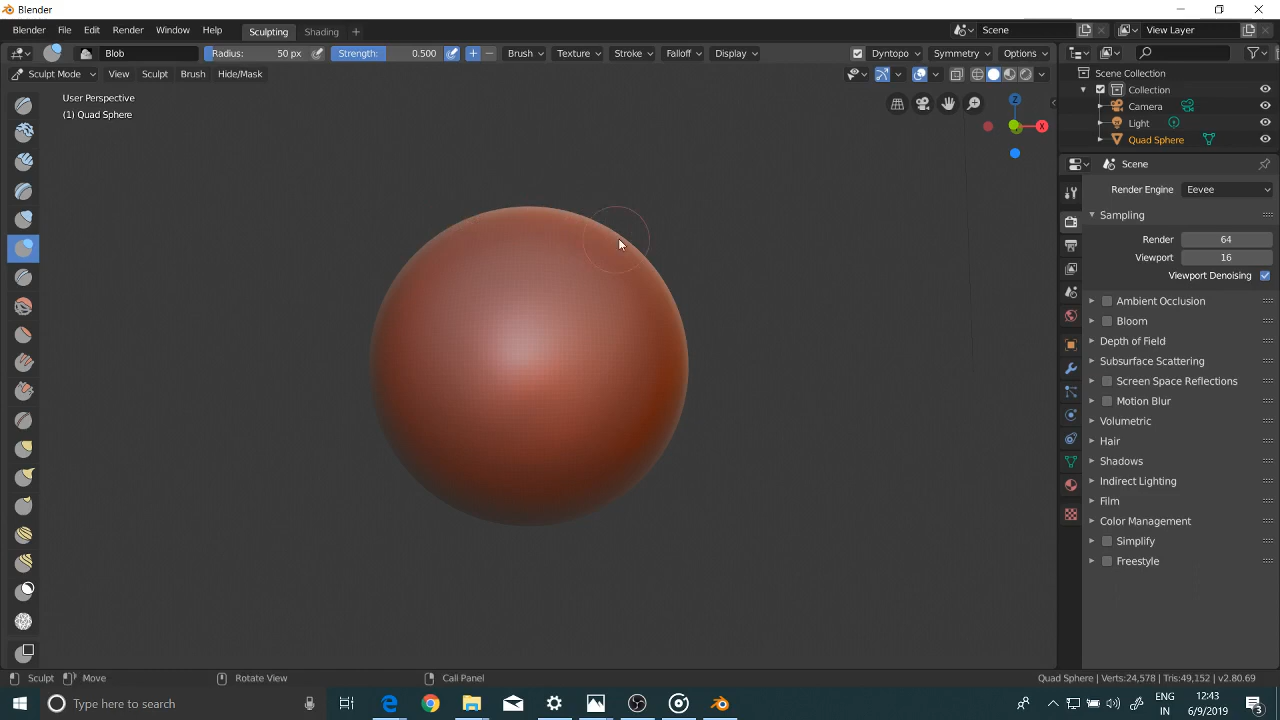 Blender
Blender File Edit Render Window Help Sculpting Shading + Scene View Layer
Blob Radius: 50 px Strength: 0.500 + − Brush Texture Stroke Falloff Display Dyntopo Symmetry Options
Sculpt Mode View Sculpt Brush Hide/Mask
User Perspective
(1) Quad Sphere
Z
X
Scene Collection
Collection
Camera
Light
Quad Sphere
Scene
Render Engine Eevee
Sampling
Render 64
Viewport 16
Viewport Denoising
Ambient Occlusion
Bloom
Depth of Field
Subsurface Scattering
Screen Space Reflections
Motion Blur
Volumetric
Hair
Shadows
Indirect Lighting
Film
Color Management
Simplify
Freestyle
Sculpt Move Rotate View Call Panel Quad Sphere | Verts:24,578 | Tris:49,152 | v2.80.69
Type here to search
ENG
IN
12:43
6/9/2019
3